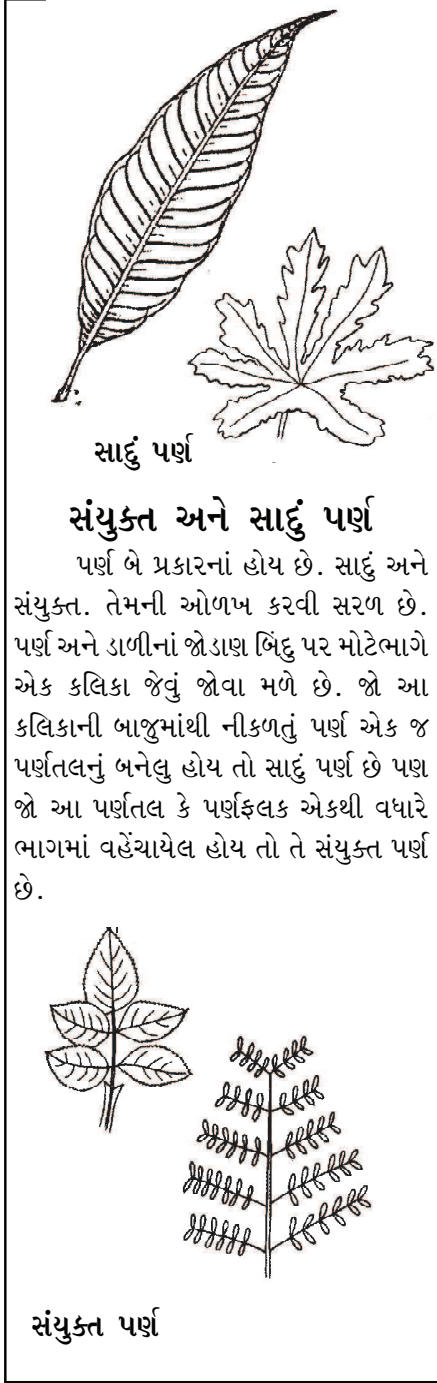 સાદું પર્ણ
સંયુક્ત અને સાદું પર્ણ
પર્ણ બે પ્રકારનાં હોય છે. સાદું અને
સંયુક્ત. તેમની ઓળખ કરવી સરળ છે.
પર્ણ અને ડાળીનાં જોડાણ બિંદુ પર મોટેભાગે
એક કલિકા જેવું જોવા મળે છે. જો આ
કલિકાની બાજુમાંથી નીકળતું પર્ણ એક જ
પર્ણતલનું બનેલુ હોય તો સાદું પર્ણ છે પણ
જો આ પર્ણતલ કે પર્ણફલક એકથી વધારે
ભાગમાં વહેંચાયેલ હોય તો તે સંયુક્ત પર્ણ
છે.
સંયુક્ત પર્ણ